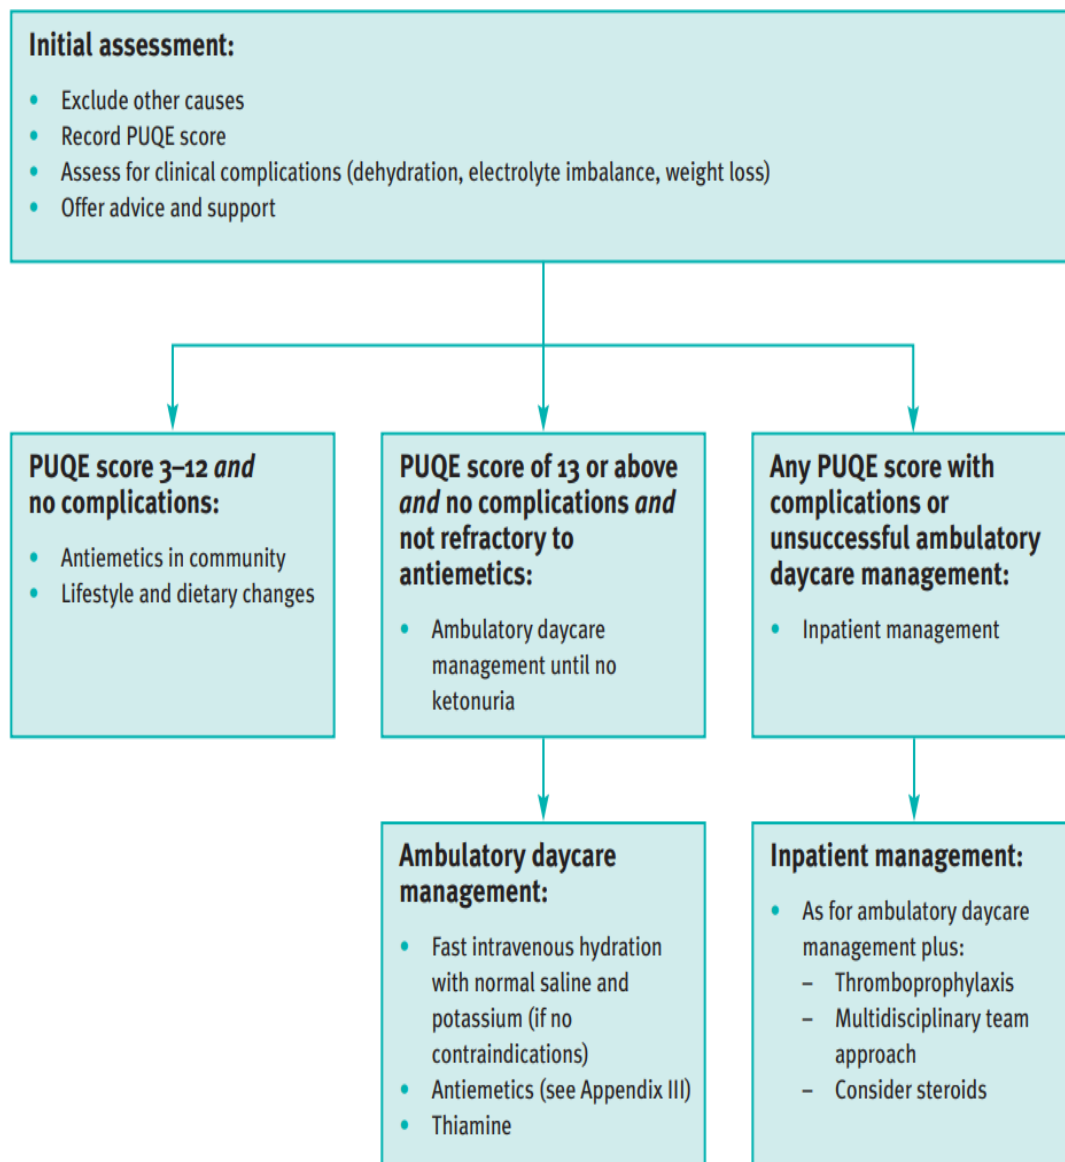 Initial assessment:
• Exclude other causes
• Record PUQE score
• Assess for clinical complications (dehydration, electrolyte imbalance, weight loss)
• Offer advice and support
PUQE score 3–12 and
no complications:
• Antiemetics in community
• Lifestyle and dietary changes
PUQE score of 13 or above
and no complications and
not refractory to
antiemetics:
• Ambulatory daycare
management until no
ketonuria
Any PUQE score with
complications or
unsuccessful ambulatory
daycare management:
• Inpatient management
Ambulatory daycare
management:
• Fast intravenous hydration
with normal saline and
potassium (if no
contraindications)
• Antiemetics (see Appendix III)
• Thiamine
Inpatient management:
• As for ambulatory daycare
management plus:
– Thromboprophylaxis
– Multidisciplinary team
approach
– Consider steroids